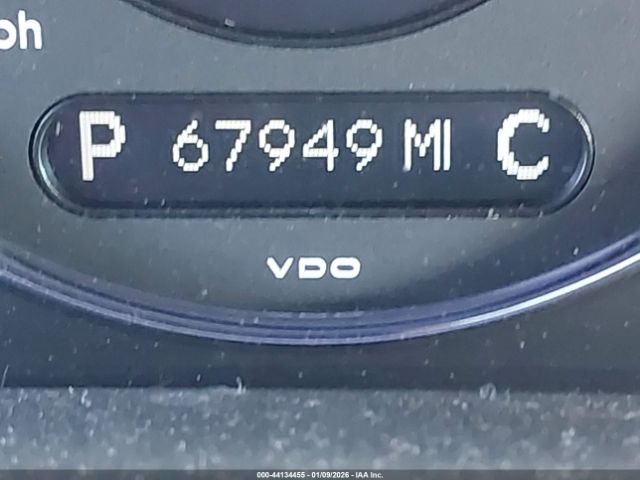 ph
P 67949 MI C
VDO
000-44134455 - 01/09/2026 - IAA Inc.